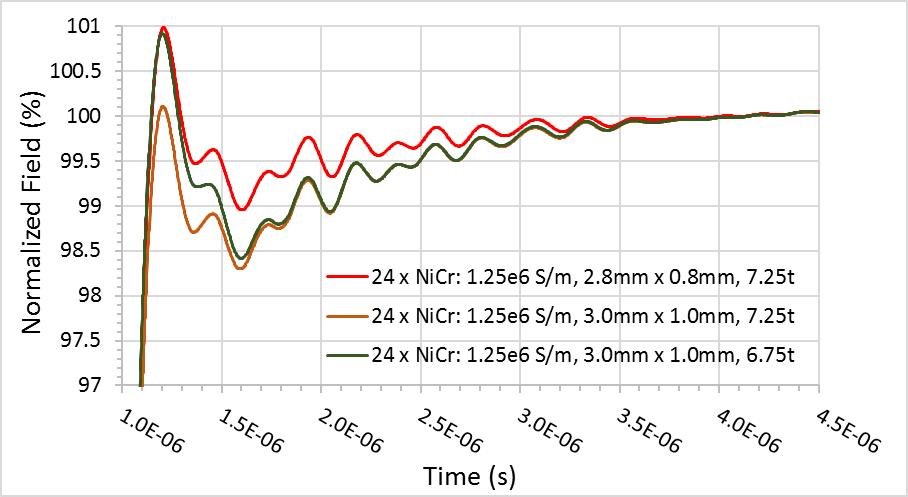 101
100.5
100
99.5
99
98.5
98
97.5
97
Normalized Field (%)
24 x NiCr: 1.25e6 S/m, 2.8mm x 0.8mm, 7.25t
24 x NiCr: 1.25e6 S/m, 3.0mm x 1.0mm, 7.25t
24 x NiCr: 1.25e6 S/m, 3.0mm x 1.0mm, 6.75t
1.0E-06 1.5E-06 2.0E-06 2.5E-06 3.0E-06 3.5E-06 4.0E-06 4.5E-06
Time (s)